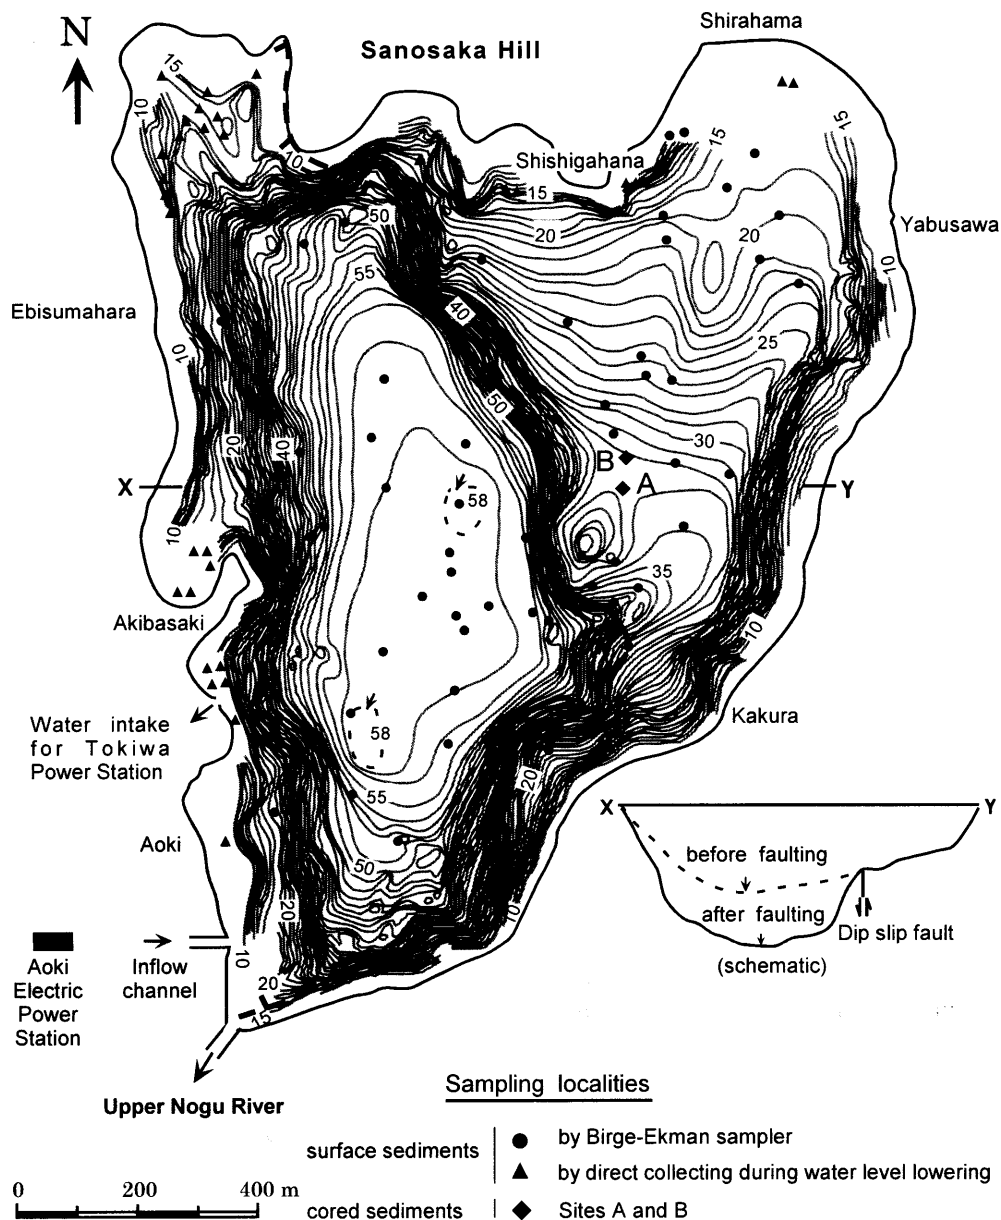 N
Shirahama
Sanosaka Hill
15
10
10
Shishigahana
15
15
15
50
20
20
Yabusawa
55
10
Ebisumahara
40
25
10
50
20
40
30
B
X
A
Y
58
10
35
Akibasaki
10
Water intake
for Tokiwa
Power Station
58
Kakura
20
55
X
Y
Aoki
before faulting
50
20
10
after faulting
Dip slip fault
(schematic)
Aoki
Electric
Power
Station
Inflow
channel
10
20
15
Upper Nogu River
Sampling localities
surface sediments
by Birge-Ekman sampler
by direct collecting during water level lowering
cored sediments
Sites A and B
0 200 400 m